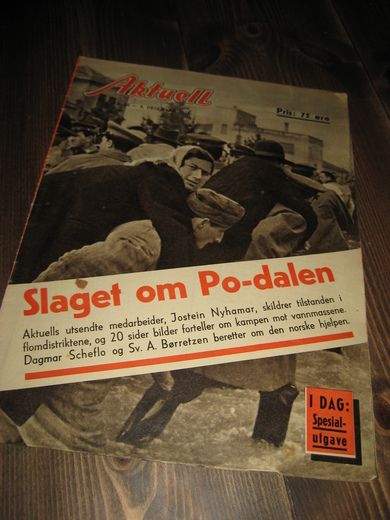 Aktuell
Pris: 75 øre
Slaget om Po-dalen
Aktuells utsendte medarbeider, Jostein Nyhamar, skildrer tilstanden i
flomdistriktene, og 20 sider bilder forteller om kampen mot vannmassene.
Dagmar Scheflo og Sv. A. Børretzen beretter om den norske hjelpen.
I DAG:
Spesial-
utgave